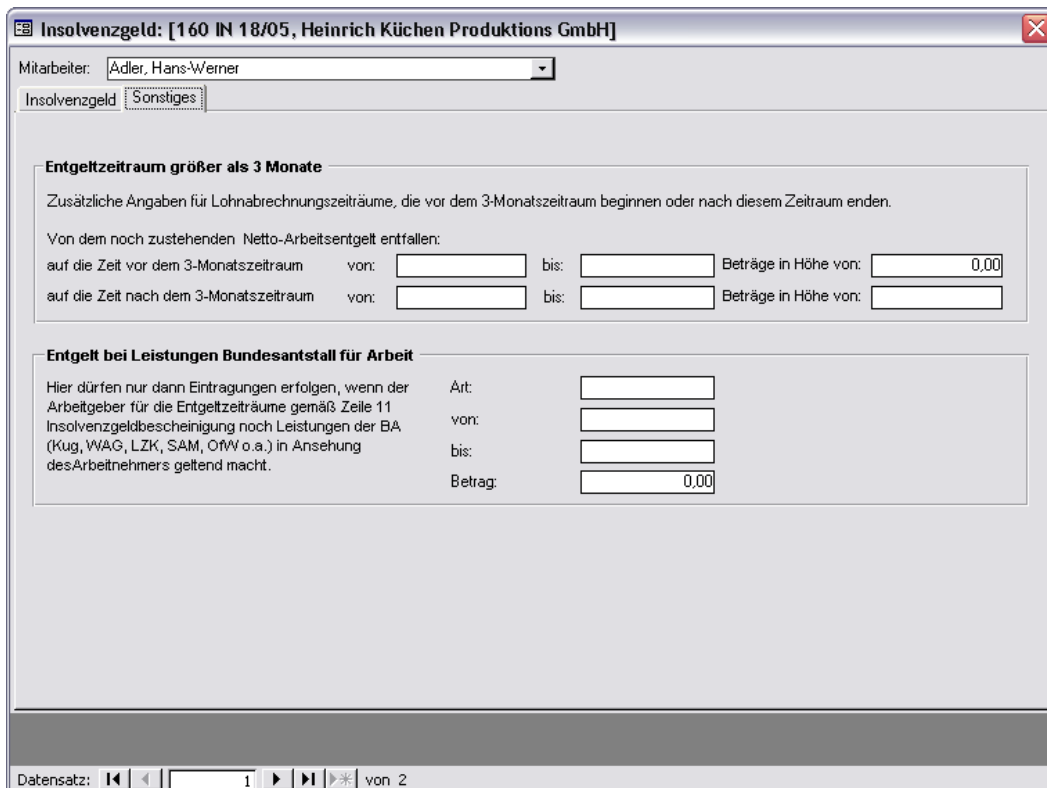 Insolvenzgeld: [160 IN 18/05, Heinrich Küchen Produktions GmbH]
Mitarbeiter: Adler, Hans-Werner
Insolvenzgeld Sonstiges
Entgeltzeitraum größer als 3 Monate
Zusätzliche Angaben für Lohnabrechnungszeiträume, die vor dem 3-Monatszeitraum beginnen oder nach diesem Zeitraum enden.
Von dem noch zustehenden Netto-Arbeitsentgelt entfallen:
auf die Zeit vor dem 3-Monatszeitraum von: bis: Beträge in Höhe von: 0,00
auf die Zeit nach dem 3-Monatszeitraum von: bis: Beträge in Höhe von:
Entgelt bei Leistungen Bundesantstall für Arbeit
Hier dürfen nur dann Eintragungen erfolgen, wenn der
Arbeitgeber für die Entgeltzeiträume gemäß Zeile 11
Insolvenzgeldbescheinigung noch Leistungen der BA
(Kug, WAG, LZK, SAM, OfW o.a.) in Ansehung
desArbeitnehmers geltend macht.
Art:
von:
bis:
Betrag: 0,00
Datensatz: 1 von 2